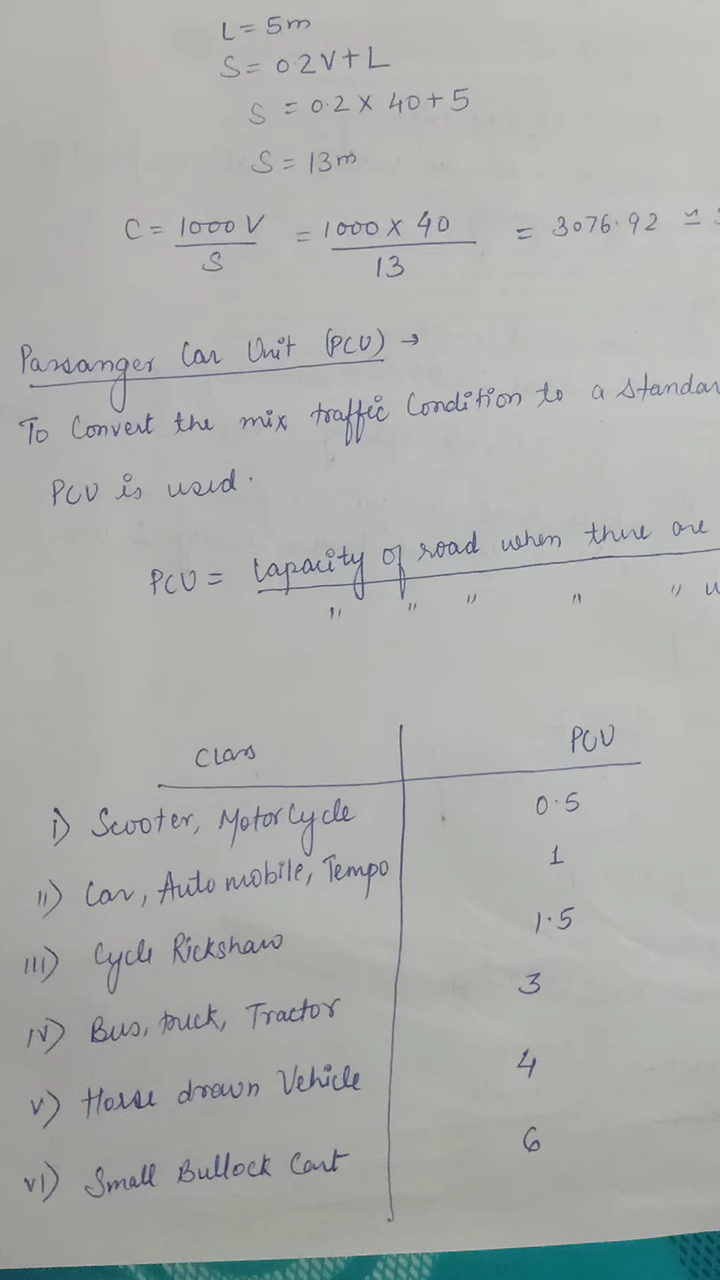 L = 5m
S = 0.2V + L
S = 0.2 × 40 + 5
S = 13m
C = 1000 V / S = 1000 × 40 / 13 = 3076.92 ≃
Passanger Car Unit (PCU) →
To Convert the mix traffic Condition to a Standar
PCU is used.
PCU = Capacity of road when there are
" " " " "
Class PCU
i) Scooter, Motorcycle 0.5
ii) Car, Automobile, Tempo 1
iii) Cycle Rickshaw 1.5
iv) Bus, truck, Tractor 3
v) Horse drawn Vehicle 4
vi) Small Bullock Cart 6